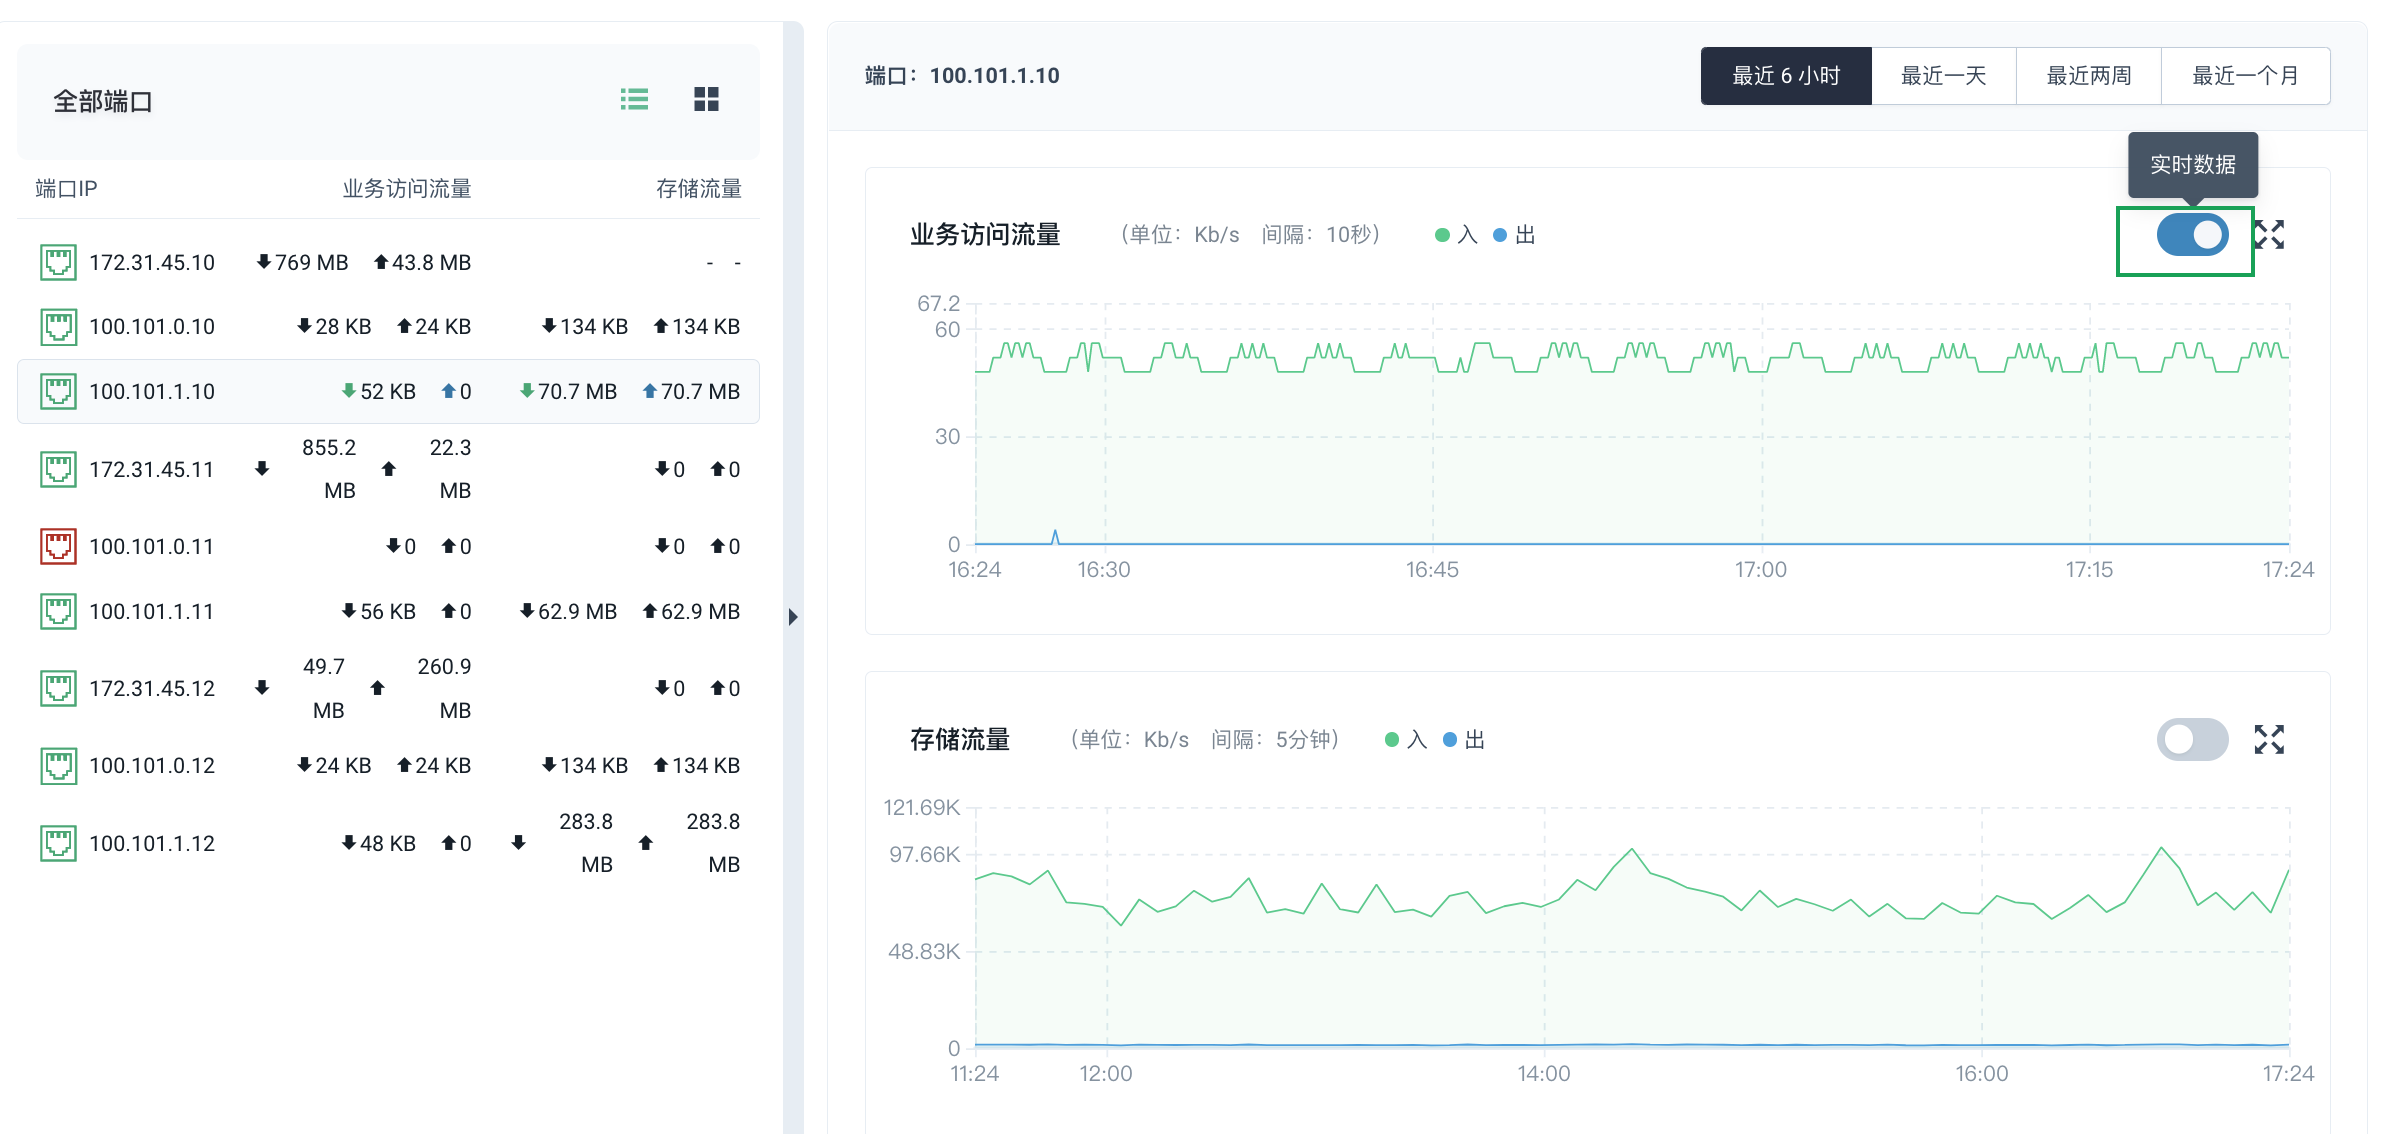 全部端口
端口IP 业务访问流量 存储流量
172.31.45.10 769 MB 43.8 MB - -
100.101.0.10 28 KB 24 KB 134 KB 134 KB
100.101.1.10 52 KB 0 70.7 MB 70.7 MB
172.31.45.11 855.2 MB 22.3 MB 0 0
100.101.0.11 0 0 0 0
100.101.1.11 56 KB 0 62.9 MB 62.9 MB
172.31.45.12 49.7 MB 260.9 MB 0 0
100.101.0.12 24 KB 24 KB 134 KB 134 KB
100.101.1.12 48 KB 0 283.8 MB 283.8 MB
端口：100.101.1.10
最近 6 小时 最近一天 最近两周 最近一个月
实时数据
业务访问流量 （单位：Kb/s 间隔：10秒） 入 出
67.2
60
30
0
16:24 16:30 16:45 17:00 17:15 17:24
存储流量 （单位：Kb/s 间隔：5分钟） 入 出
121.69K
97.66K
48.83K
0
11:24 12:00 14:00 16:00 17:24